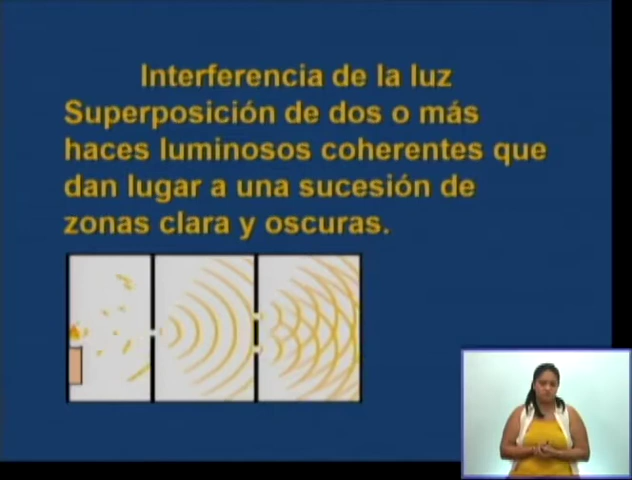 Interferencia de la luz
Superposición de dos o más
haces luminosos coherentes que
dan lugar a una sucesión de
zonas clara y oscuras.